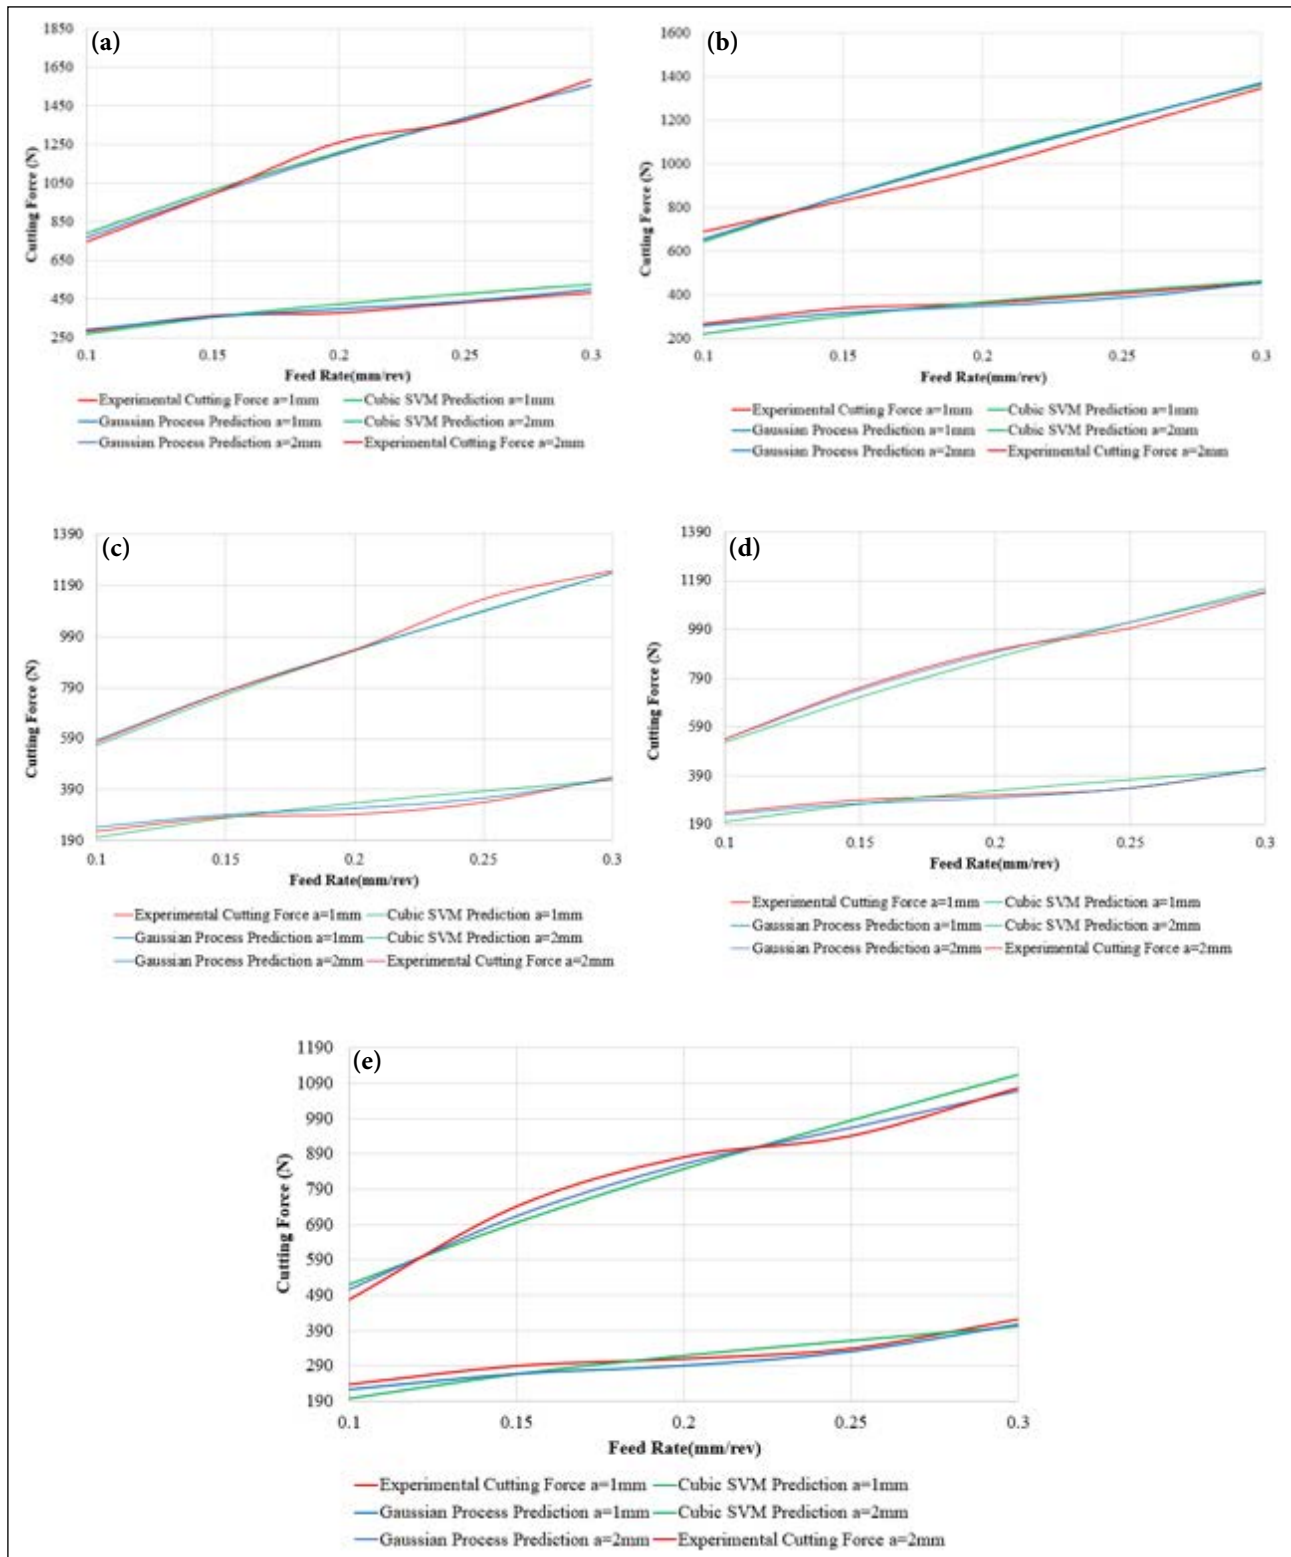 (a)
1850
1650
1450
1250
1050
850
650
450
250
Cutting Force (N)
0.1 0.15 0.2 0.25 0.3
Feed Rate(mm/rev)
Experimental Cutting Force a=1mm Cubic SVM Prediction a=1mm
Gaussian Process Prediction a=1mm Cubic SVM Prediction a=2mm
Gaussian Process Prediction a=2mm Experimental Cutting Force a=2mm
(b)
1600
1400
1200
1000
800
600
400
200
Cutting Force (N)
0.1 0.15 0.2 0.25 0.3
Feed Rate(mm/rev)
Experimental Cutting Force a=1mm Cubic SVM Prediction a=1mm
Gaussian Process Prediction a=1mm Cubic SVM Prediction a=2mm
Gaussian Process Prediction a=2mm Experimental Cutting Force a=2mm
(c)
1390
1190
990
790
590
390
190
Cutting Force (N)
0.1 0.15 0.2 0.25 0.3
Feed Rate(mm/rev)
Experimental Cutting Force a=1mm Cubic SVM Prediction a=1mm
Gaussian Process Prediction a=1mm Cubic SVM Prediction a=2mm
Gaussian Process Prediction a=2mm Experimental Cutting Force a=2mm
(d)
1390
1190
990
790
590
390
190
Cutting Force (N)
0.1 0.15 0.2 0.25 0.3
Feed Rate(mm/rev)
Experimental Cutting Force a=1mm Cubic SVM Prediction a=1mm
Gaussian Process Prediction a=1mm Cubic SVM Prediction a=2mm
Gaussian Process Prediction a=2mm Experimental Cutting Force a=2mm
(e)
1190
1090
990
890
790
690
590
490
390
290
190
Cutting Force (N)
0.1 0.15 0.2 0.25 0.3
Feed Rate(mm/rev)
Experimental Cutting Force a=1mm Cubic SVM Prediction a=1mm
Gaussian Process Prediction a=1mm Cubic SVM Prediction a=2mm
Gaussian Process Prediction a=2mm Experimental Cutting Force a=2mm